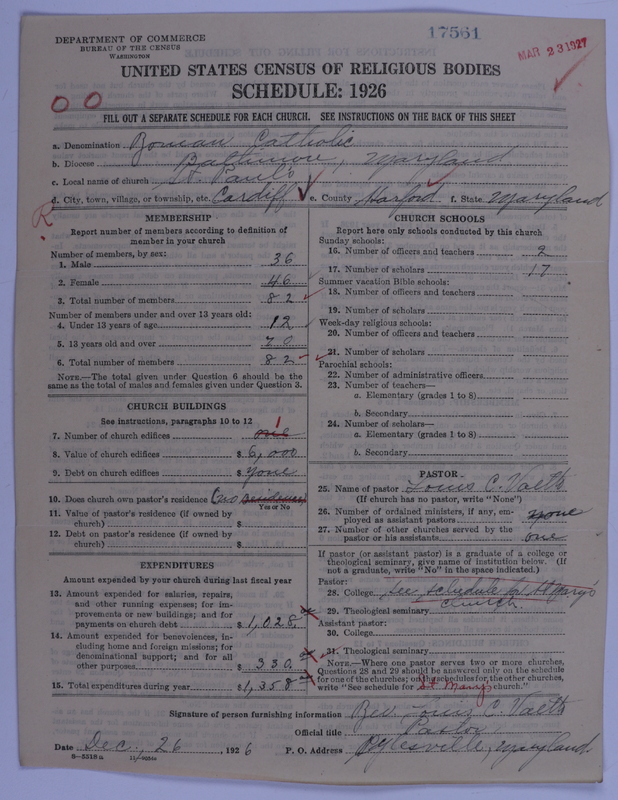 17561
MAR 23 1927
DEPARTMENT OF COMMERCE
BUREAU OF THE CENSUS
WASHINGTON
UNITED STATES CENSUS OF RELIGIOUS BODIES
SCHEDULE: 1926
00
FILL OUT A SEPARATE SCHEDULE FOR EACH CHURCH. SEE INSTRUCTIONS ON THE BACK OF THIS SHEET
a. Denomination Roman Catholic
b. Diocese Baltimore, Maryland
c. Local name of church St. Paul's
d. City, town, village, or township, etc. Cardiff e. County Harford f. State Maryland
R
MEMBERSHIP
Report number of members according to definition of
member in your church
Number of members, by sex:
1. Male 36
2. Female 46
3. Total number of members 82
Number of members under and over 13 years old:
4. Under 13 years of age 12
5. 13 years old and over 70
6. Total number of members 82
NOTE.—The total given under Question 6 should be the
same as the total of males and females given under Question 3.
CHURCH BUILDINGS
See instructions, paragraphs 10 to 12
7. Number of church edifices one 1
8. Value of church edifices $ 6,000
9. Debt on church edifices $ none
10. Does church own pastor's residence (no residence)
Yes or No
11. Value of pastor's residence (if owned by
church) $
12. Debt on pastor's residence (if owned by
church) $
EXPENDITURES
Amount expended by your church during last fiscal year
13. Amount expended for salaries, repairs,
and other running expenses; for im-
provements or new buildings; and for
payments on church debt $ 1,028.
14. Amount expended for benevolences, in-
cluding home and foreign missions; for
denominational support; and for all
other purposes $ 330.
15. Total expenditures during year $ 1,358
CHURCH SCHOOLS
Report here only schools conducted by this church
Sunday schools:
16. Number of officers and teachers 2
17. Number of scholars 17
Summer vacation Bible schools:
18. Number of officers and teachers
19. Number of scholars
Week-day religious schools:
20. Number of officers and teachers
21. Number of scholars
Parochial schools:
22. Number of administrative officers
23. Number of teachers—
a. Elementary (grades 1 to 8)
b. Secondary
24. Number of scholars—
a. Elementary (grades 1 to 8)
b. Secondary
PASTOR
25. Name of pastor Louis C. Vaeth
(If church has no pastor, write "None")
26. Number of ordained ministers, if any, em-
ployed as assistant pastors none
27. Number of other churches served by the
pastor or his assistants one
If pastor (or assistant pastor) is a graduate of a college or
theological seminary, give name of institution below. (If
not a graduate, write "No" in the space indicated.)
Pastor:
28. College See schedule for St Mary's
church.
29. Theological seminary
Assistant pastor:
30. College
31. Theological seminary
NOTE.—Where one pastor serves two or more churches,
Questions 28 and 29 should be answered only on the schedule
for one of the churches; on the schedules for the other churches,
write "See schedule for St Mary's church."
Signature of person furnishing information Rev. Louis C. Vaeth
Official title Pastor
Date Dec., 26, 1926 P. O. Address Pylesville, Maryland.